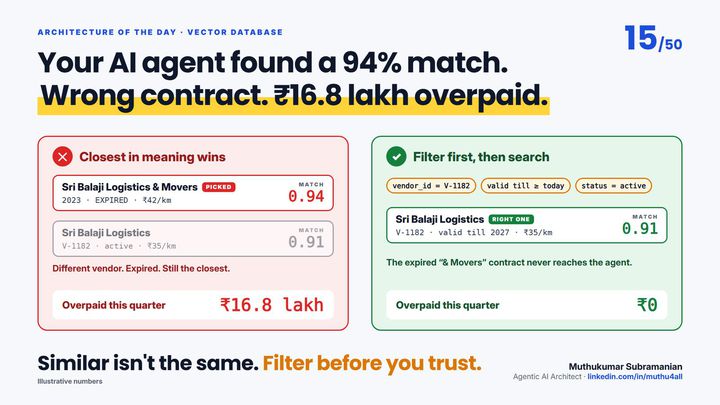 ARCHITECTURE OF THE DAY · VECTOR DATABASE
15/50
Your AI agent found a 94% match.
Wrong contract. ₹16.8 lakh overpaid.
Closest in meaning wins
Sri Balaji Logistics & Movers PICKED
2023 · EXPIRED · ₹42/km
MATCH
0.94
Sri Balaji Logistics
V-1182 · active · ₹35/km
MATCH
0.91
Different vendor. Expired. Still the closest.
Overpaid this quarter ₹16.8 lakh
Filter first, then search
vendor_id = V-1182 valid till ≥ today status = active
Sri Balaji Logistics RIGHT ONE
V-1182 · valid till 2027 · ₹35/km
MATCH
0.91
The expired “& Movers” contract never reaches the agent.
Overpaid this quarter ₹0
Similar isn't the same. Filter before you trust.
Illustrative numbers
Muthukumar Subramanian
Agentic AI Architect · linkedin.com/in/muthu4all